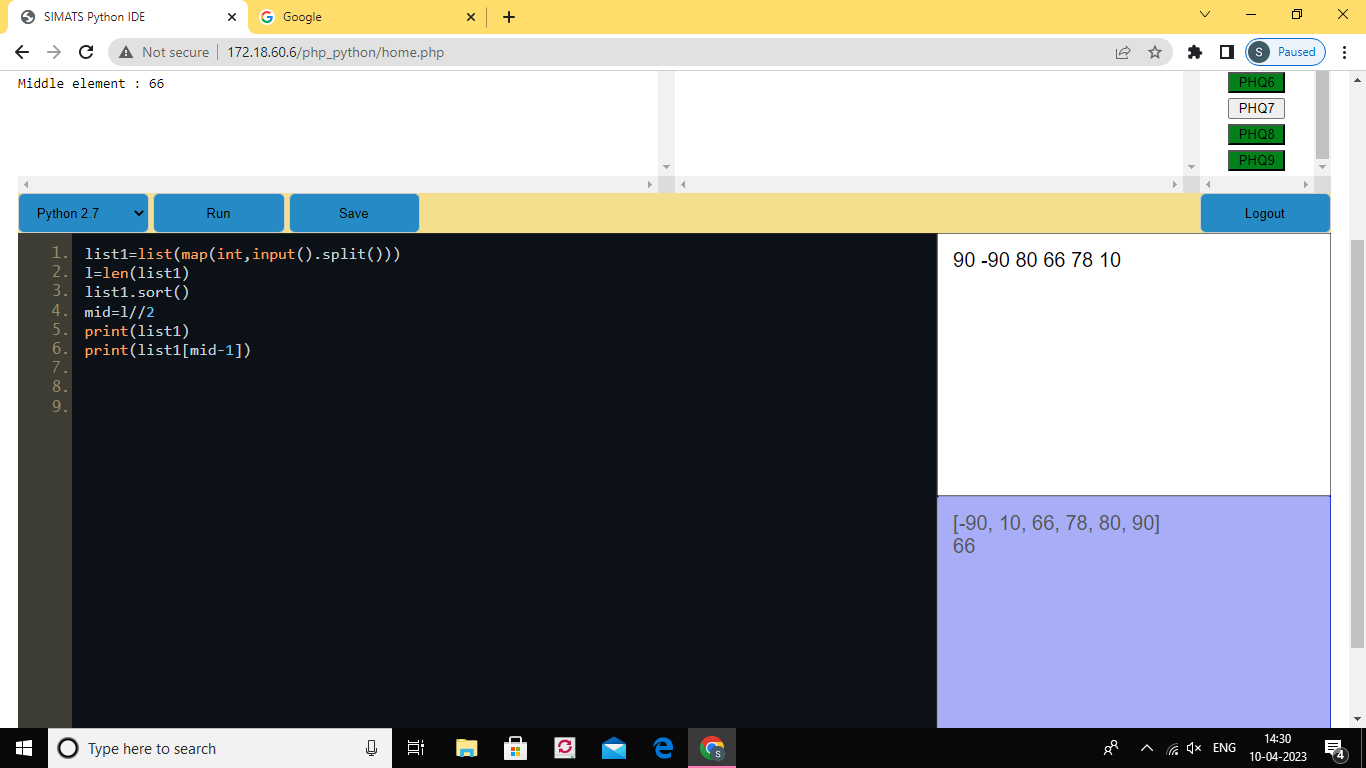 SIMATS Python IDE
Google
Not secure
172.18.60.6/php_python/home.php
S
Paused
Middle element : 66
PHQ6
PHQ7
PHQ8
PHQ9
Python 2.7
Run
Save
Logout
1. list1=list(map(int,input().split()))
2. l=len(list1)
3. list1.sort()
4. mid=l//2
5. print(list1)
6. print(list1[mid-1])
7.
8.
9.
90 -90 80 66 78 10
[-90, 10, 66, 78, 80, 90]
66
Type here to search
S
ENG
14:30
10-04-2023
4